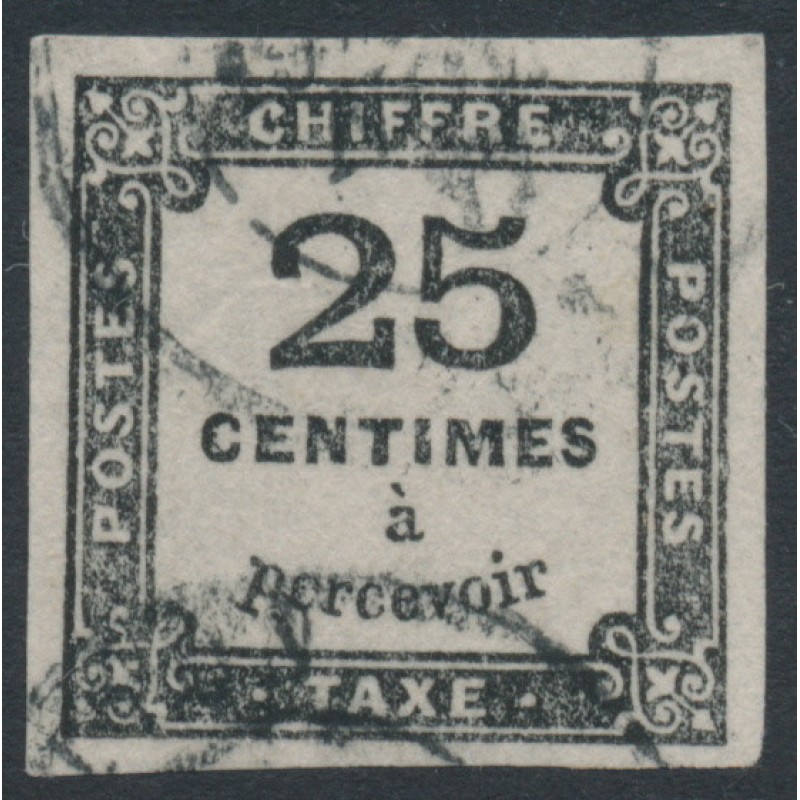 CHIFFRE
POSTES
25
CENTIMES
à
percevoir
POSTES
· TAXE ·